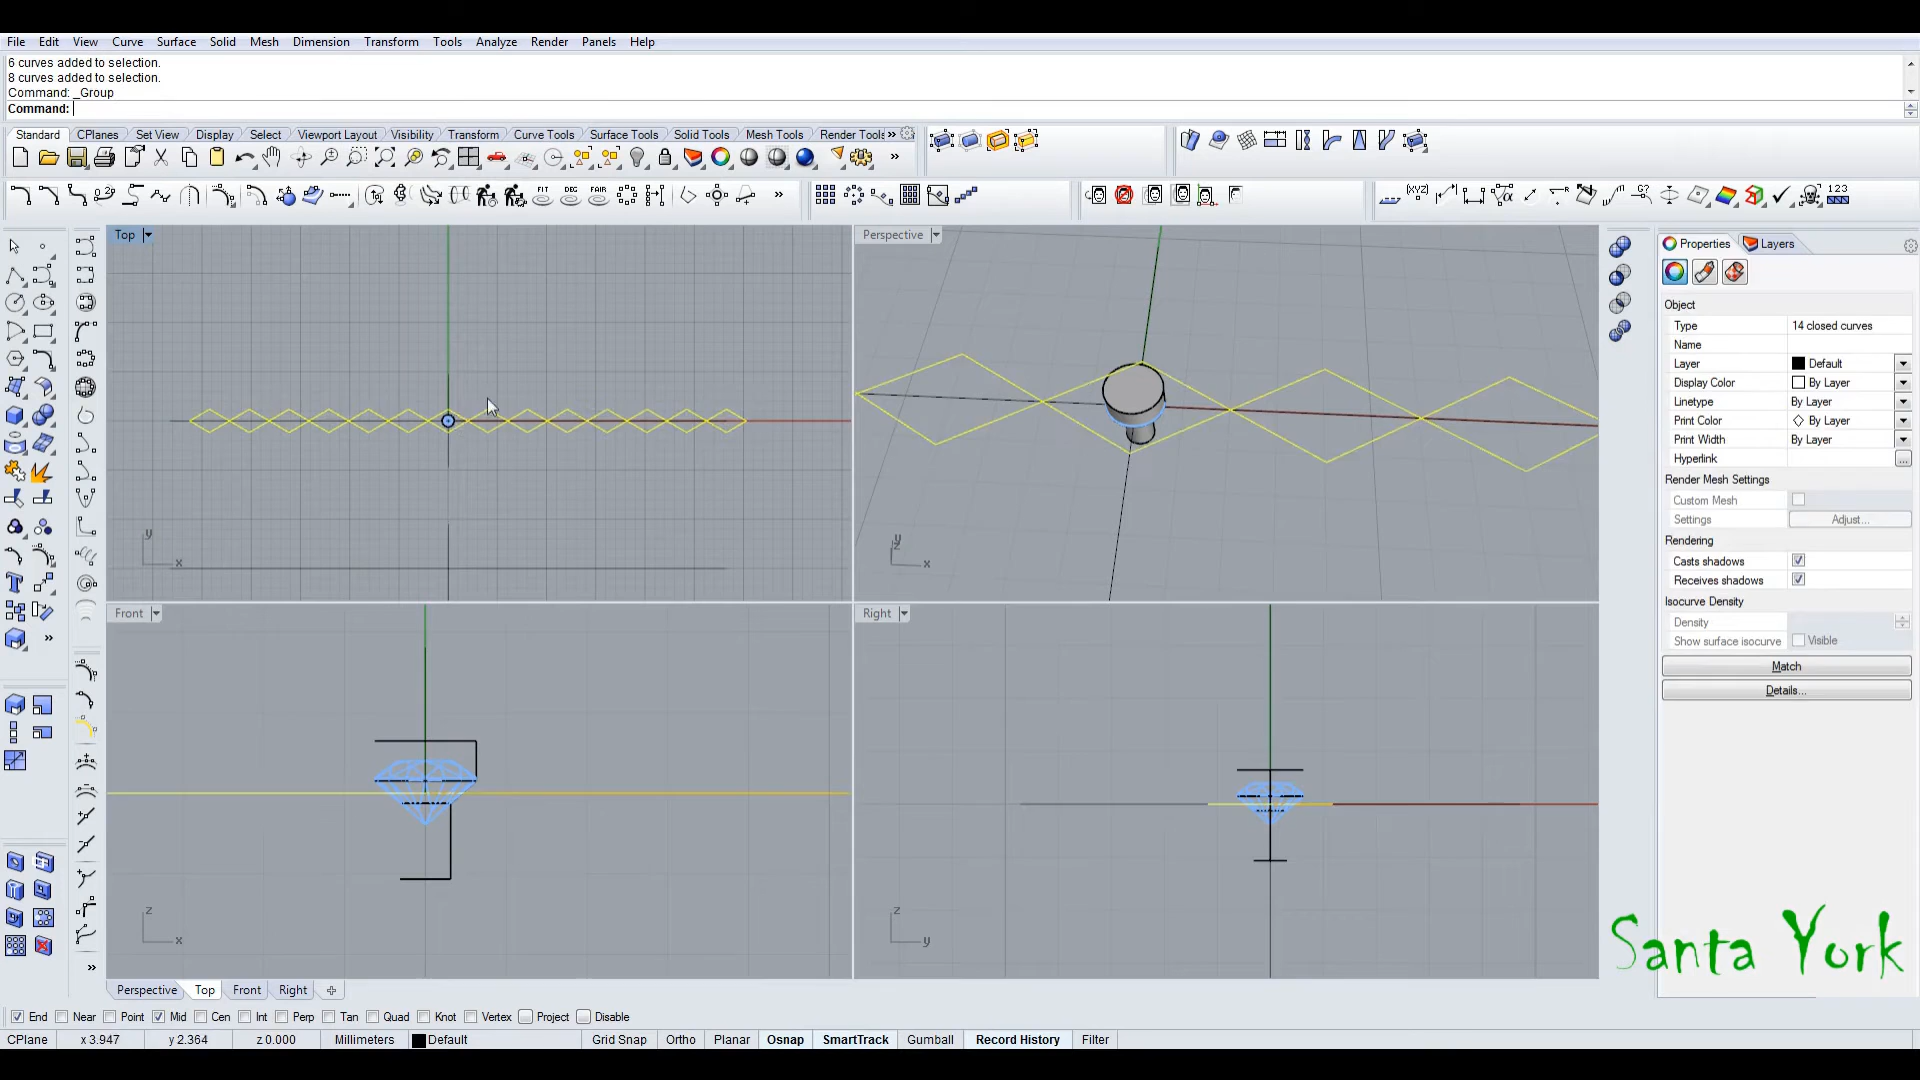 File Edit View Curve Surface Solid Mesh Dimension Transform Tools Analyze Render Panels Help
6 curves added to selection.
8 curves added to selection.
Command: _Group
Command:
Standard CPlanes Set View Display Select Viewport Layout Visibility Transform Curve Tools Surface Tools Solid Tools Mesh Tools Render Tools »
»
FIT DEG FAIR » [XYZ] G? 123
Top Perspective
y x
y z x
Front Right
z x
z y
Properties Layers
Object
Type 14 closed curves
Name
Layer Default
Display Color By Layer
Linetype By Layer
Print Color By Layer
Print Width By Layer
Hyperlink ...
Render Mesh Settings
Custom Mesh
Settings Adjust...
Rendering
Casts shadows
Receives shadows
Isocurve Density
Density
Show surface isocurve Visible
Match
Details...
Santa York
Perspective Top Front Right
End Near Point Mid Cen Int Perp Tan Quad Knot Vertex Project Disable
CPlane x 3.947 y 2.364 z 0.000 Millimeters Default Grid Snap Ortho Planar Osnap SmartTrack Gumball Record History Filter